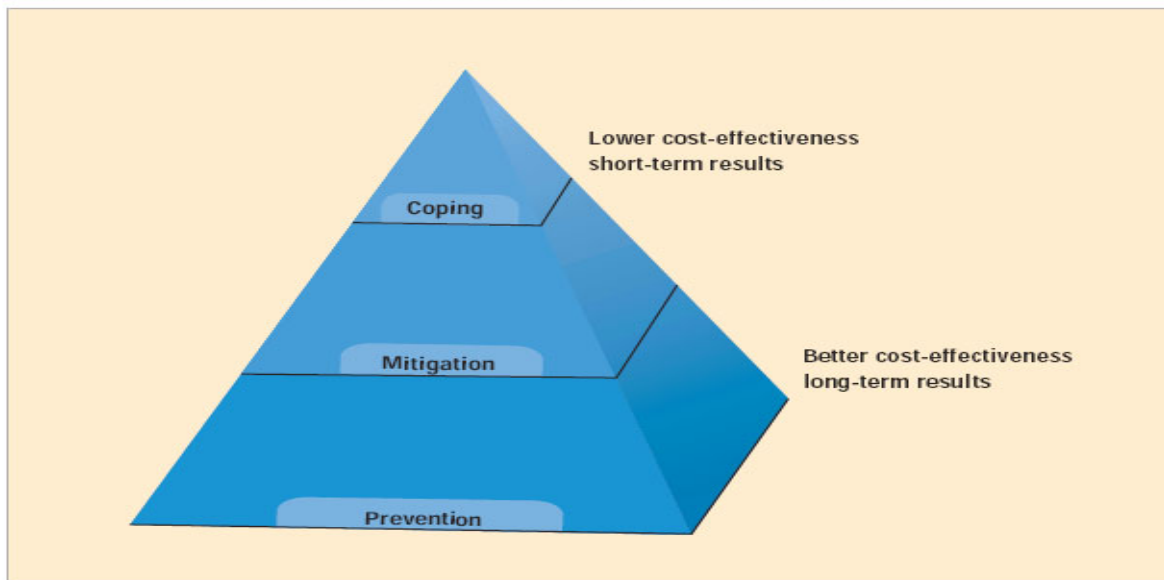 Lower cost-effectiveness
short-term results
Coping
Mitigation
Better cost-effectiveness
long-term results
Prevention